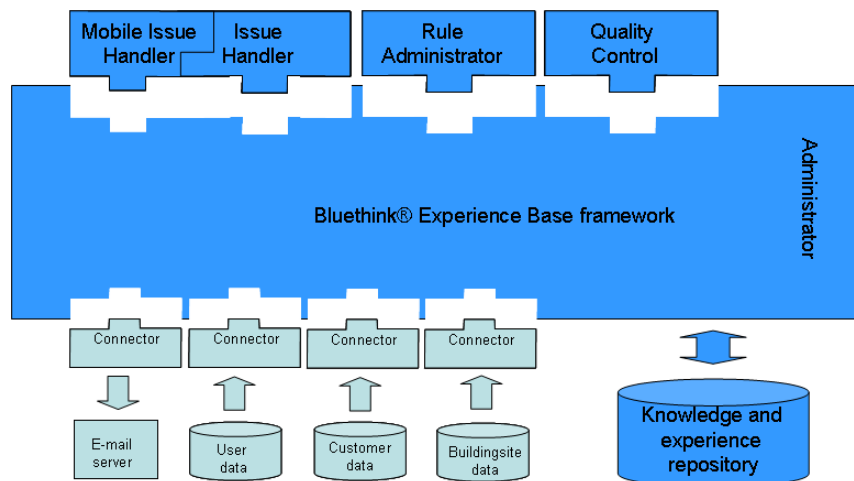 Mobile Issue
Handler
Issue
Handler
Rule
Administrator
Quality
Control
Administrator
Bluethink® Experience Base framework
Connector
Connector
Connector
Connector
E-mail
server
User
data
Customer
data
Buildingsite
data
Knowledge and
experience
repository